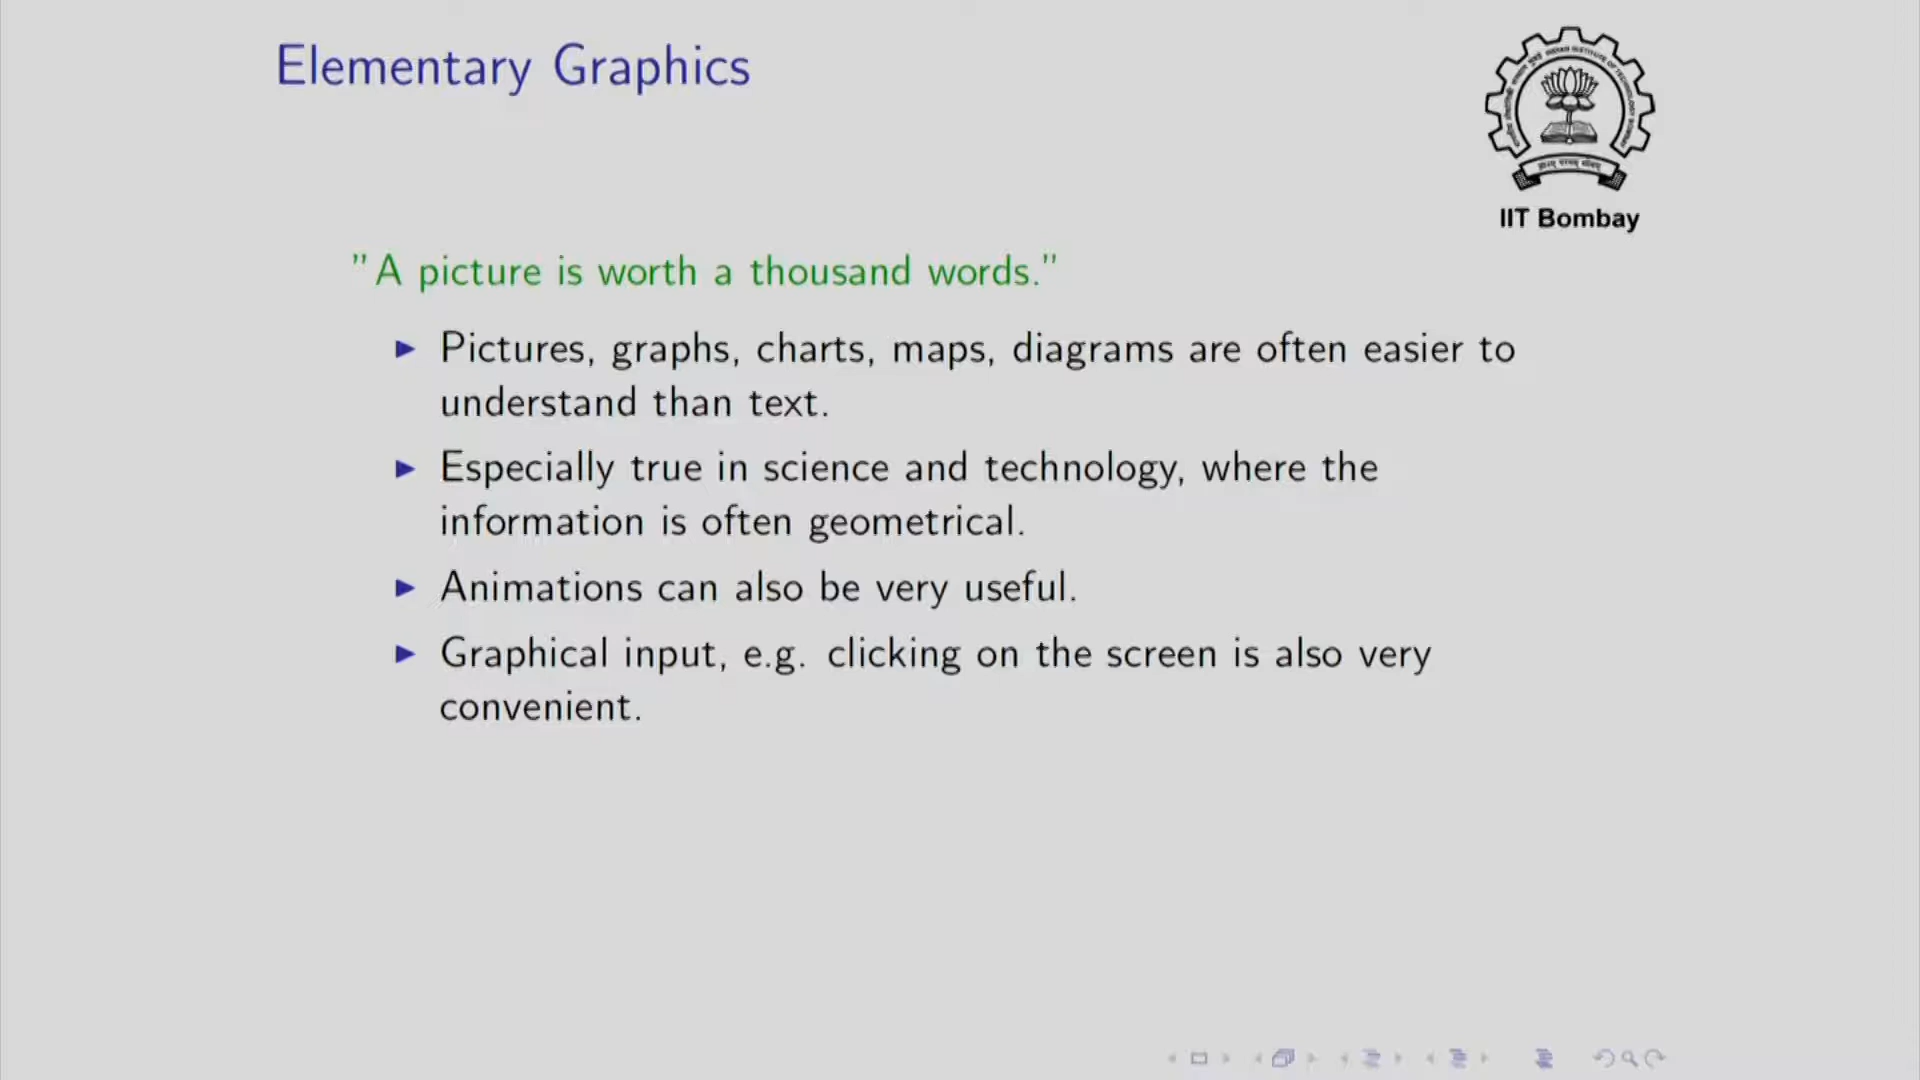 Elementary Graphics
IIT Bombay
"A picture is worth a thousand words."
Pictures, graphs, charts, maps, diagrams are often easier to
understand than text.
Especially true in science and technology, where the
information is often geometrical.
Animations can also be very useful.
Graphical input, e.g. clicking on the screen is also very
convenient.